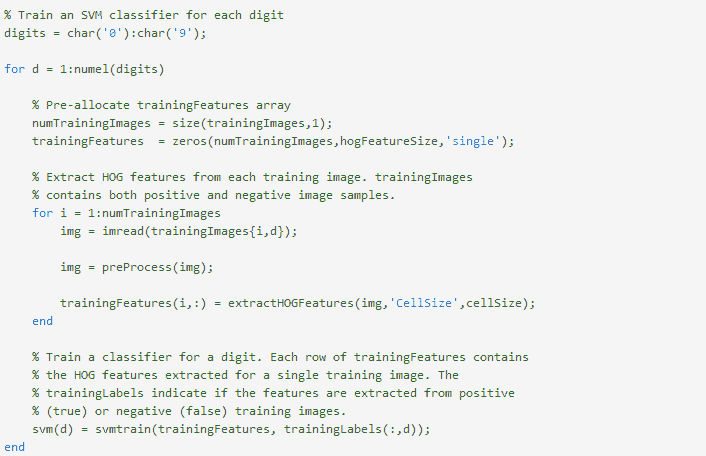 % Train an SVM classifier for each digit
digits = char('0'):char('9');
for d = 1:numel(digits)
% Pre-allocate trainingFeatures array
numTrainingImages = size(trainingImages,1);
trainingFeatures  = zeros(numTrainingImages,hogFeatureSize,'single');
% Extract HOG features from each training image. trainingImages
% contains both positive and negative image samples.
for i = 1:numTrainingImages
img = imread(trainingImages{i,d});
img = preProcess(img);
trainingFeatures(i,:) = extractHOGFeatures(img,'CellSize',cellSize);
end
% Train a classifier for a digit. Each row of trainingFeatures contains
% the HOG features extracted for a single training image. The
% trainingLabels indicate if the features are extracted from positive
% (true) or negative (false) training images.
svm(d) = svmtrain(trainingFeatures, trainingLabels(:,d));
end